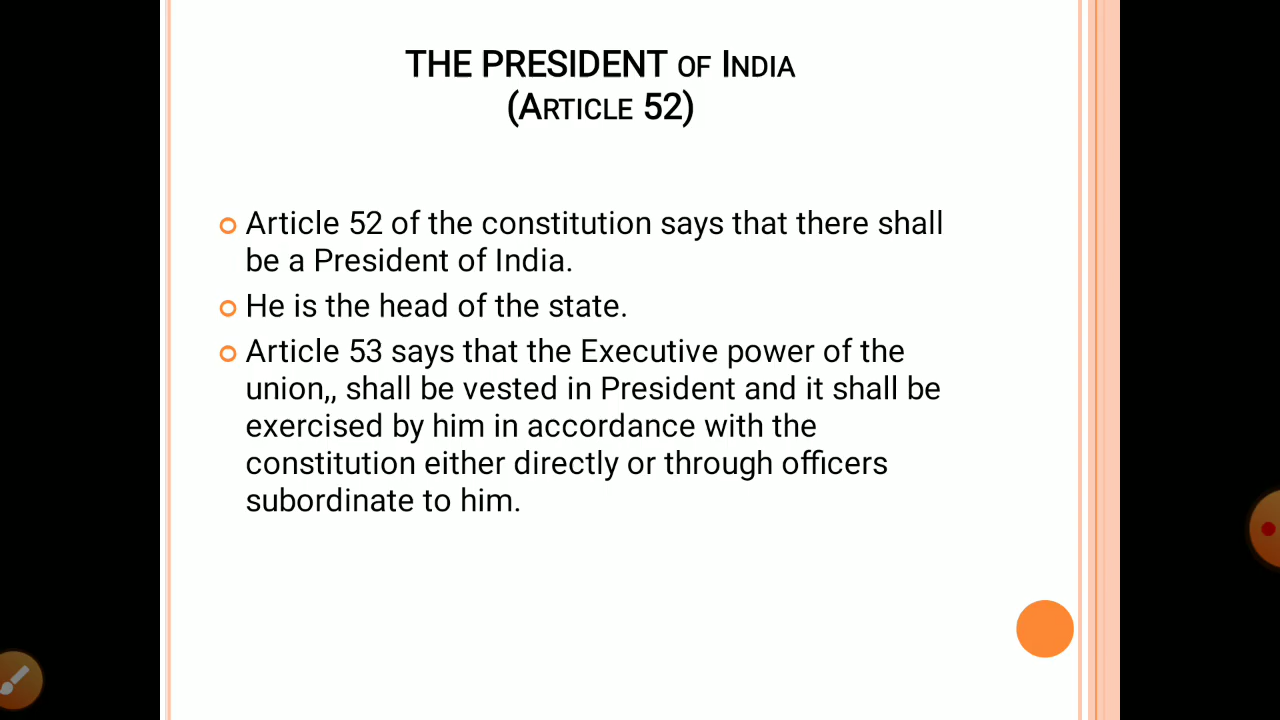 THE PRESIDENT OF INDIA
(ARTICLE 52)
Article 52 of the constitution says that there shall
be a President of India.
He is the head of the state.
Article 53 says that the Executive power of the
union,, shall be vested in President and it shall be
exercised by him in accordance with the
constitution either directly or through officers
subordinate to him.